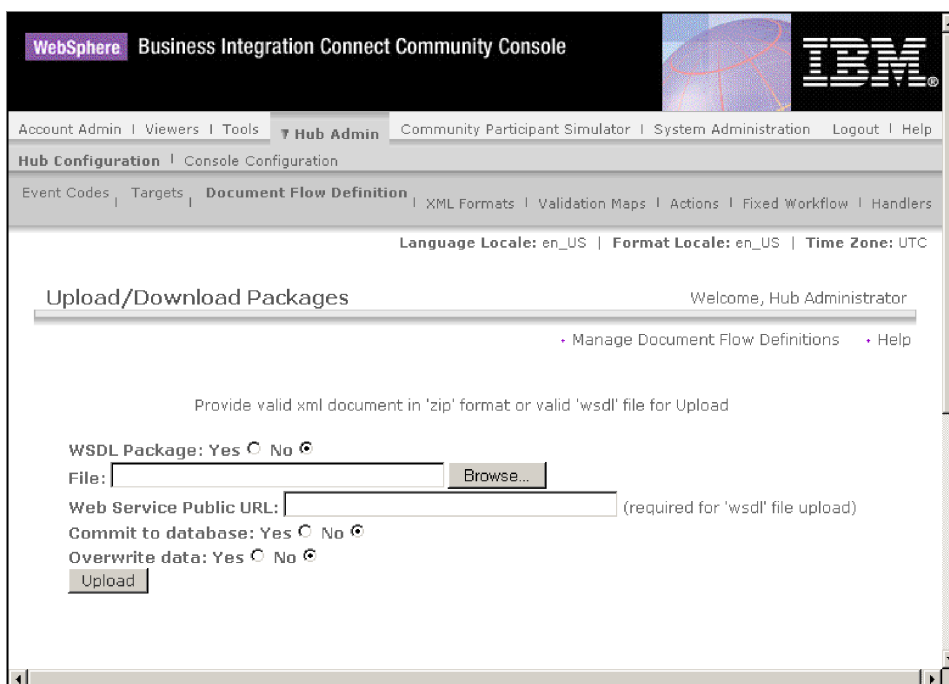 WebSphere Business Integration Connect Community Console
IBM®
Account Admin | Viewers | Tools Hub Admin Community Participant Simulator | System Administration Logout | Help
Hub Configuration | Console Configuration
Event Codes | Targets | Document Flow Definition | XML Formats | Validation Maps | Actions | Fixed Workflow | Handlers
Language Locale: en_US | Format Locale: en_US | Time Zone: UTC
Upload/Download Packages Welcome, Hub Administrator
Manage Document Flow Definitions Help
Provide valid xml document in 'zip' format or valid 'wsdl' file for Upload
WSDL Package: Yes No
File: Browse...
Web Service Public URL: (required for 'wsdl' file upload)
Commit to database: Yes No
Overwrite data: Yes No
Upload